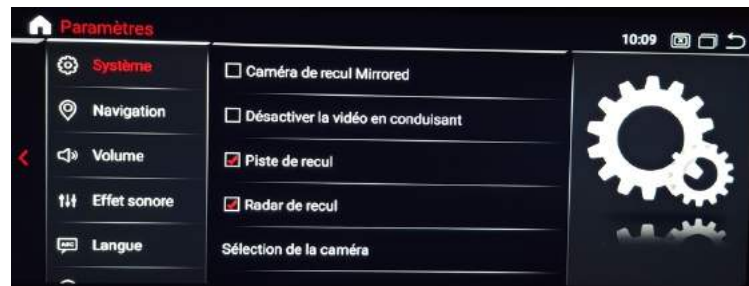 Paramètres
10:09
Système
Navigation
Volume
Effet sonore
Langue
Caméra de recul Mirrored
Désactiver la vidéo en conduisant
Piste de recul
Radar de recul
Sélection de la caméra